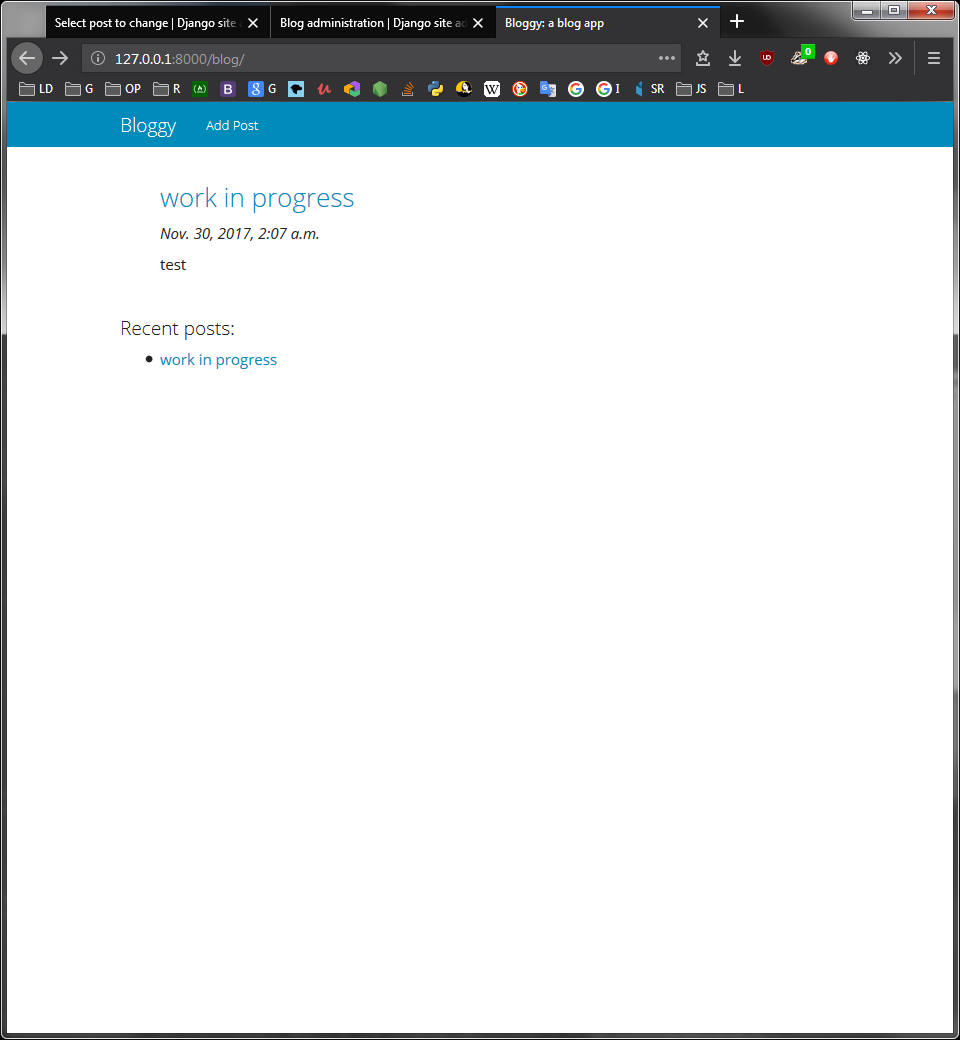 Select post to change | Django site a
Blog administration | Django site ad
Bloggy: a blog app
127.0.0.1:8000/blog/
0
LD G OP R B G W G G I SR JS L
Bloggy Add Post
work in progress
Nov. 30, 2017, 2:07 a.m.
test
Recent posts:
work in progress